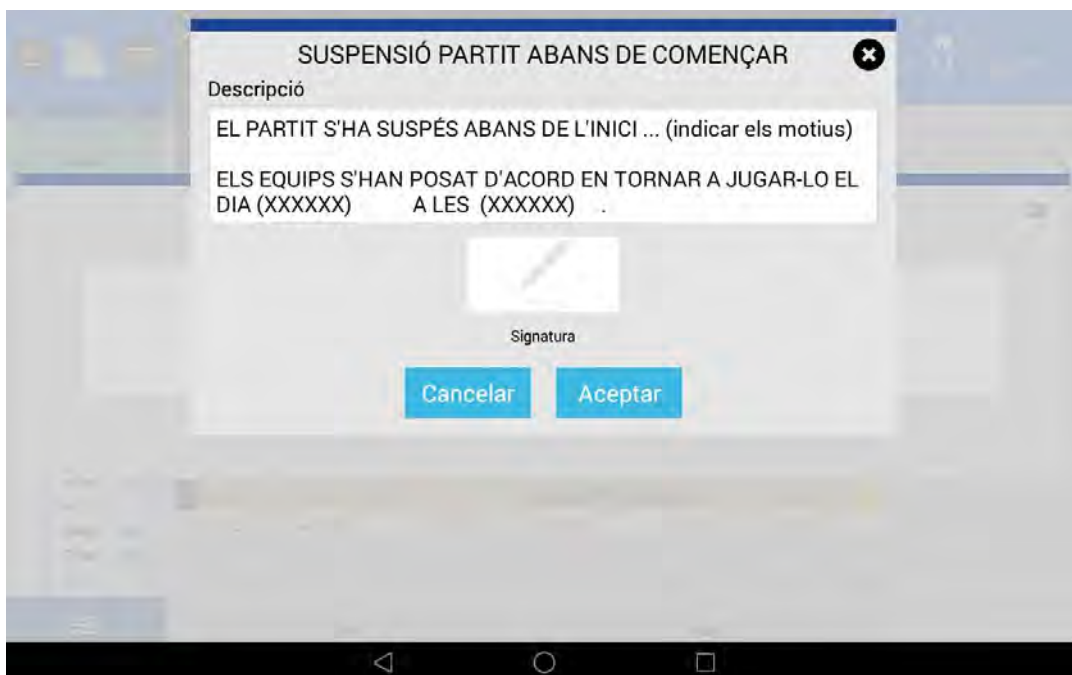 SUSPENSIÓ PARTIT ABANS DE COMENÇAR
Descripció
EL PARTIT S'HA SUSPÉS ABANS DE L'INICI ... (indicar els motius)
ELS EQUIPS S'HAN POSAT D'ACORD EN TORNAR A JUGAR-LO EL
DIA (XXXXXX) A LES (XXXXXX) .
Signatura
Cancelar Aceptar